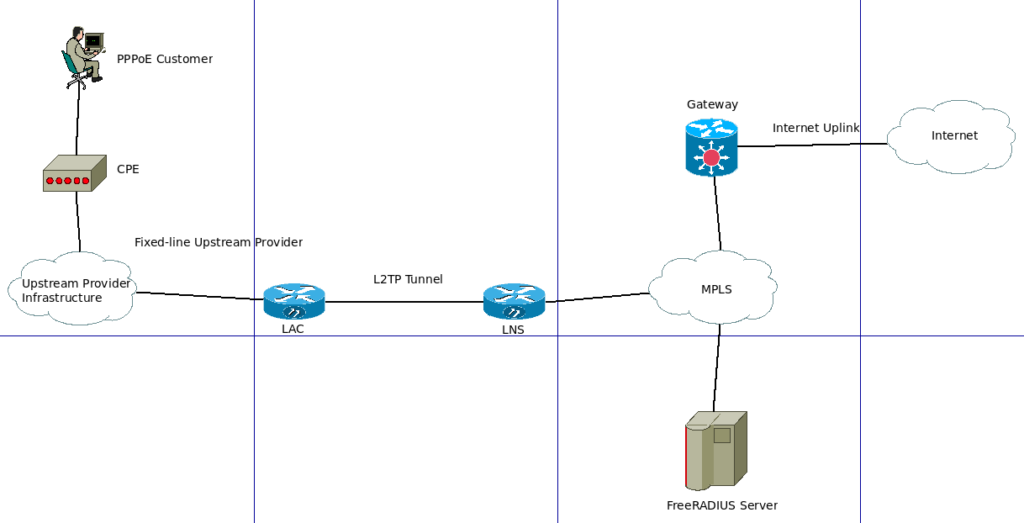 PPPoE Customer
Gateway
Internet Uplink
Internet
CPE
Fixed-line Upstream Provider
Upstream Provider
Infrastructure
L2TP Tunnel
MPLS
LAC
LNS
FreeRADIUS Server